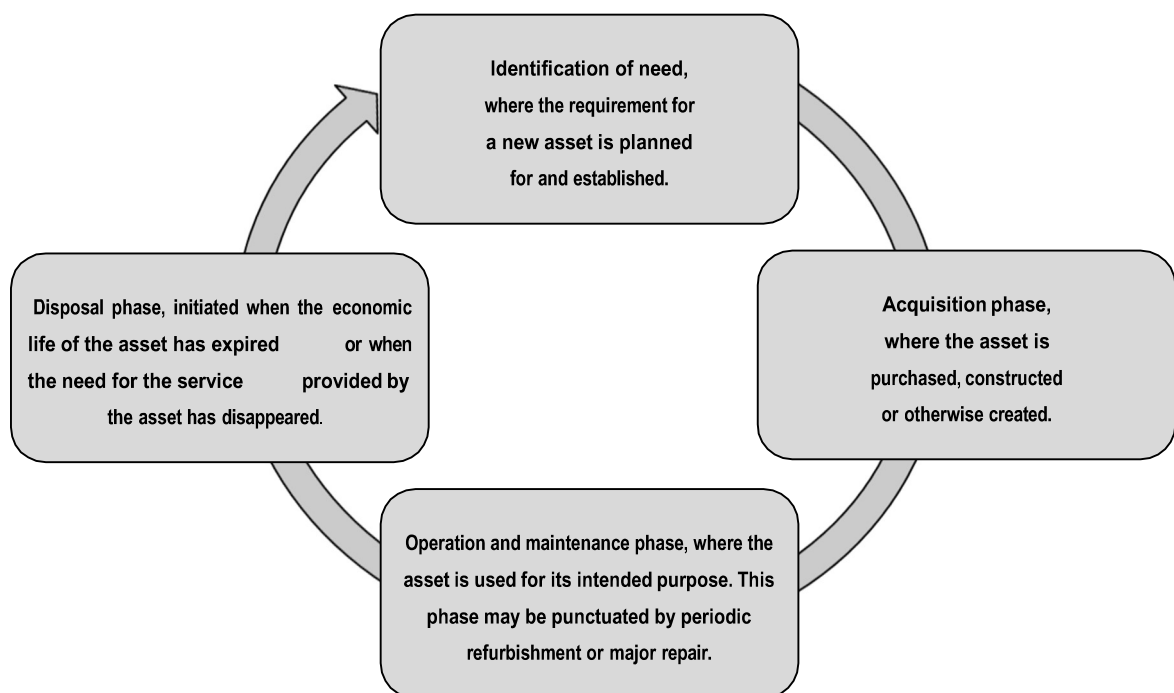 Identification of need,
where the requirement for
a new asset is planned
for and established.
Acquisition phase,
where the asset is
purchased, constructed
or otherwise created.
Operation and maintenance phase, where the
asset is used for its intended purpose. This
phase may be punctuated by periodic
refurbishment or major repair.
Disposal phase, initiated when the economic
life of the asset has expired or when
the need for the service provided by
the asset has disappeared.